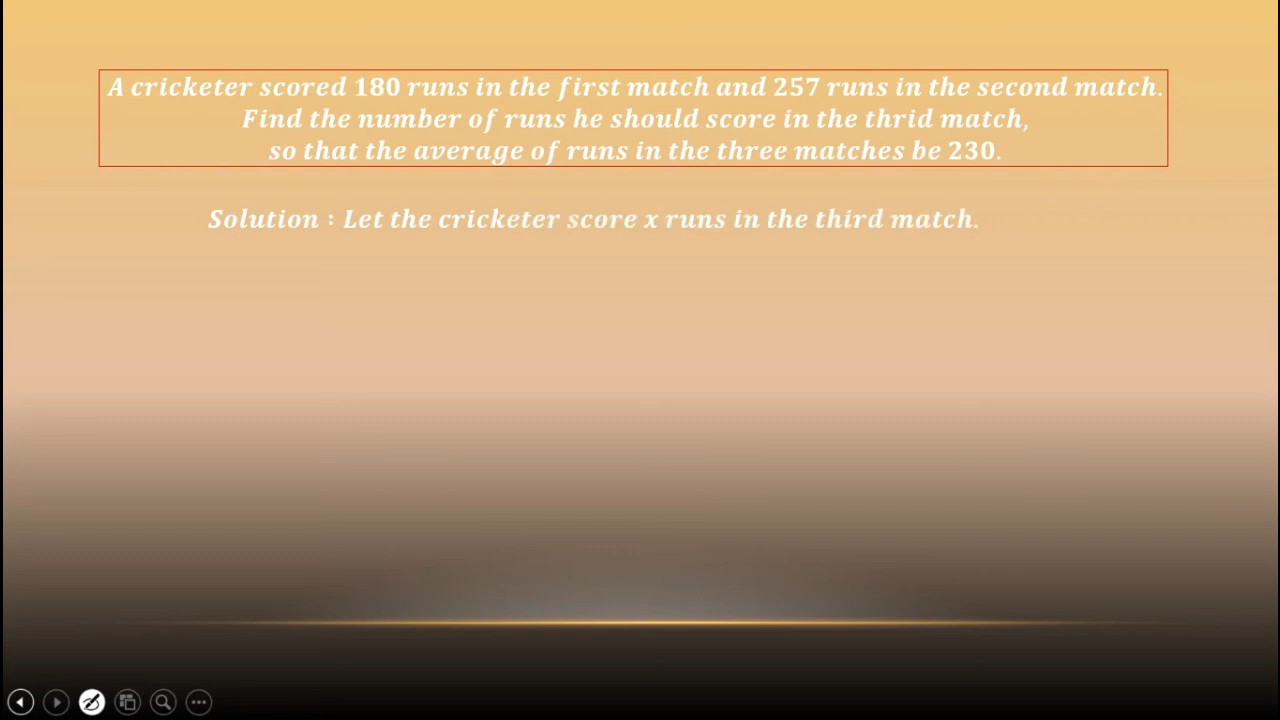 A cricketer scored 180 runs in the first match and 257 runs in the second match.
Find the number of runs he should score in the thrid match,
so that the average of runs in the three matches be 230.
Solution : Let the cricketer score x runs in the third match.